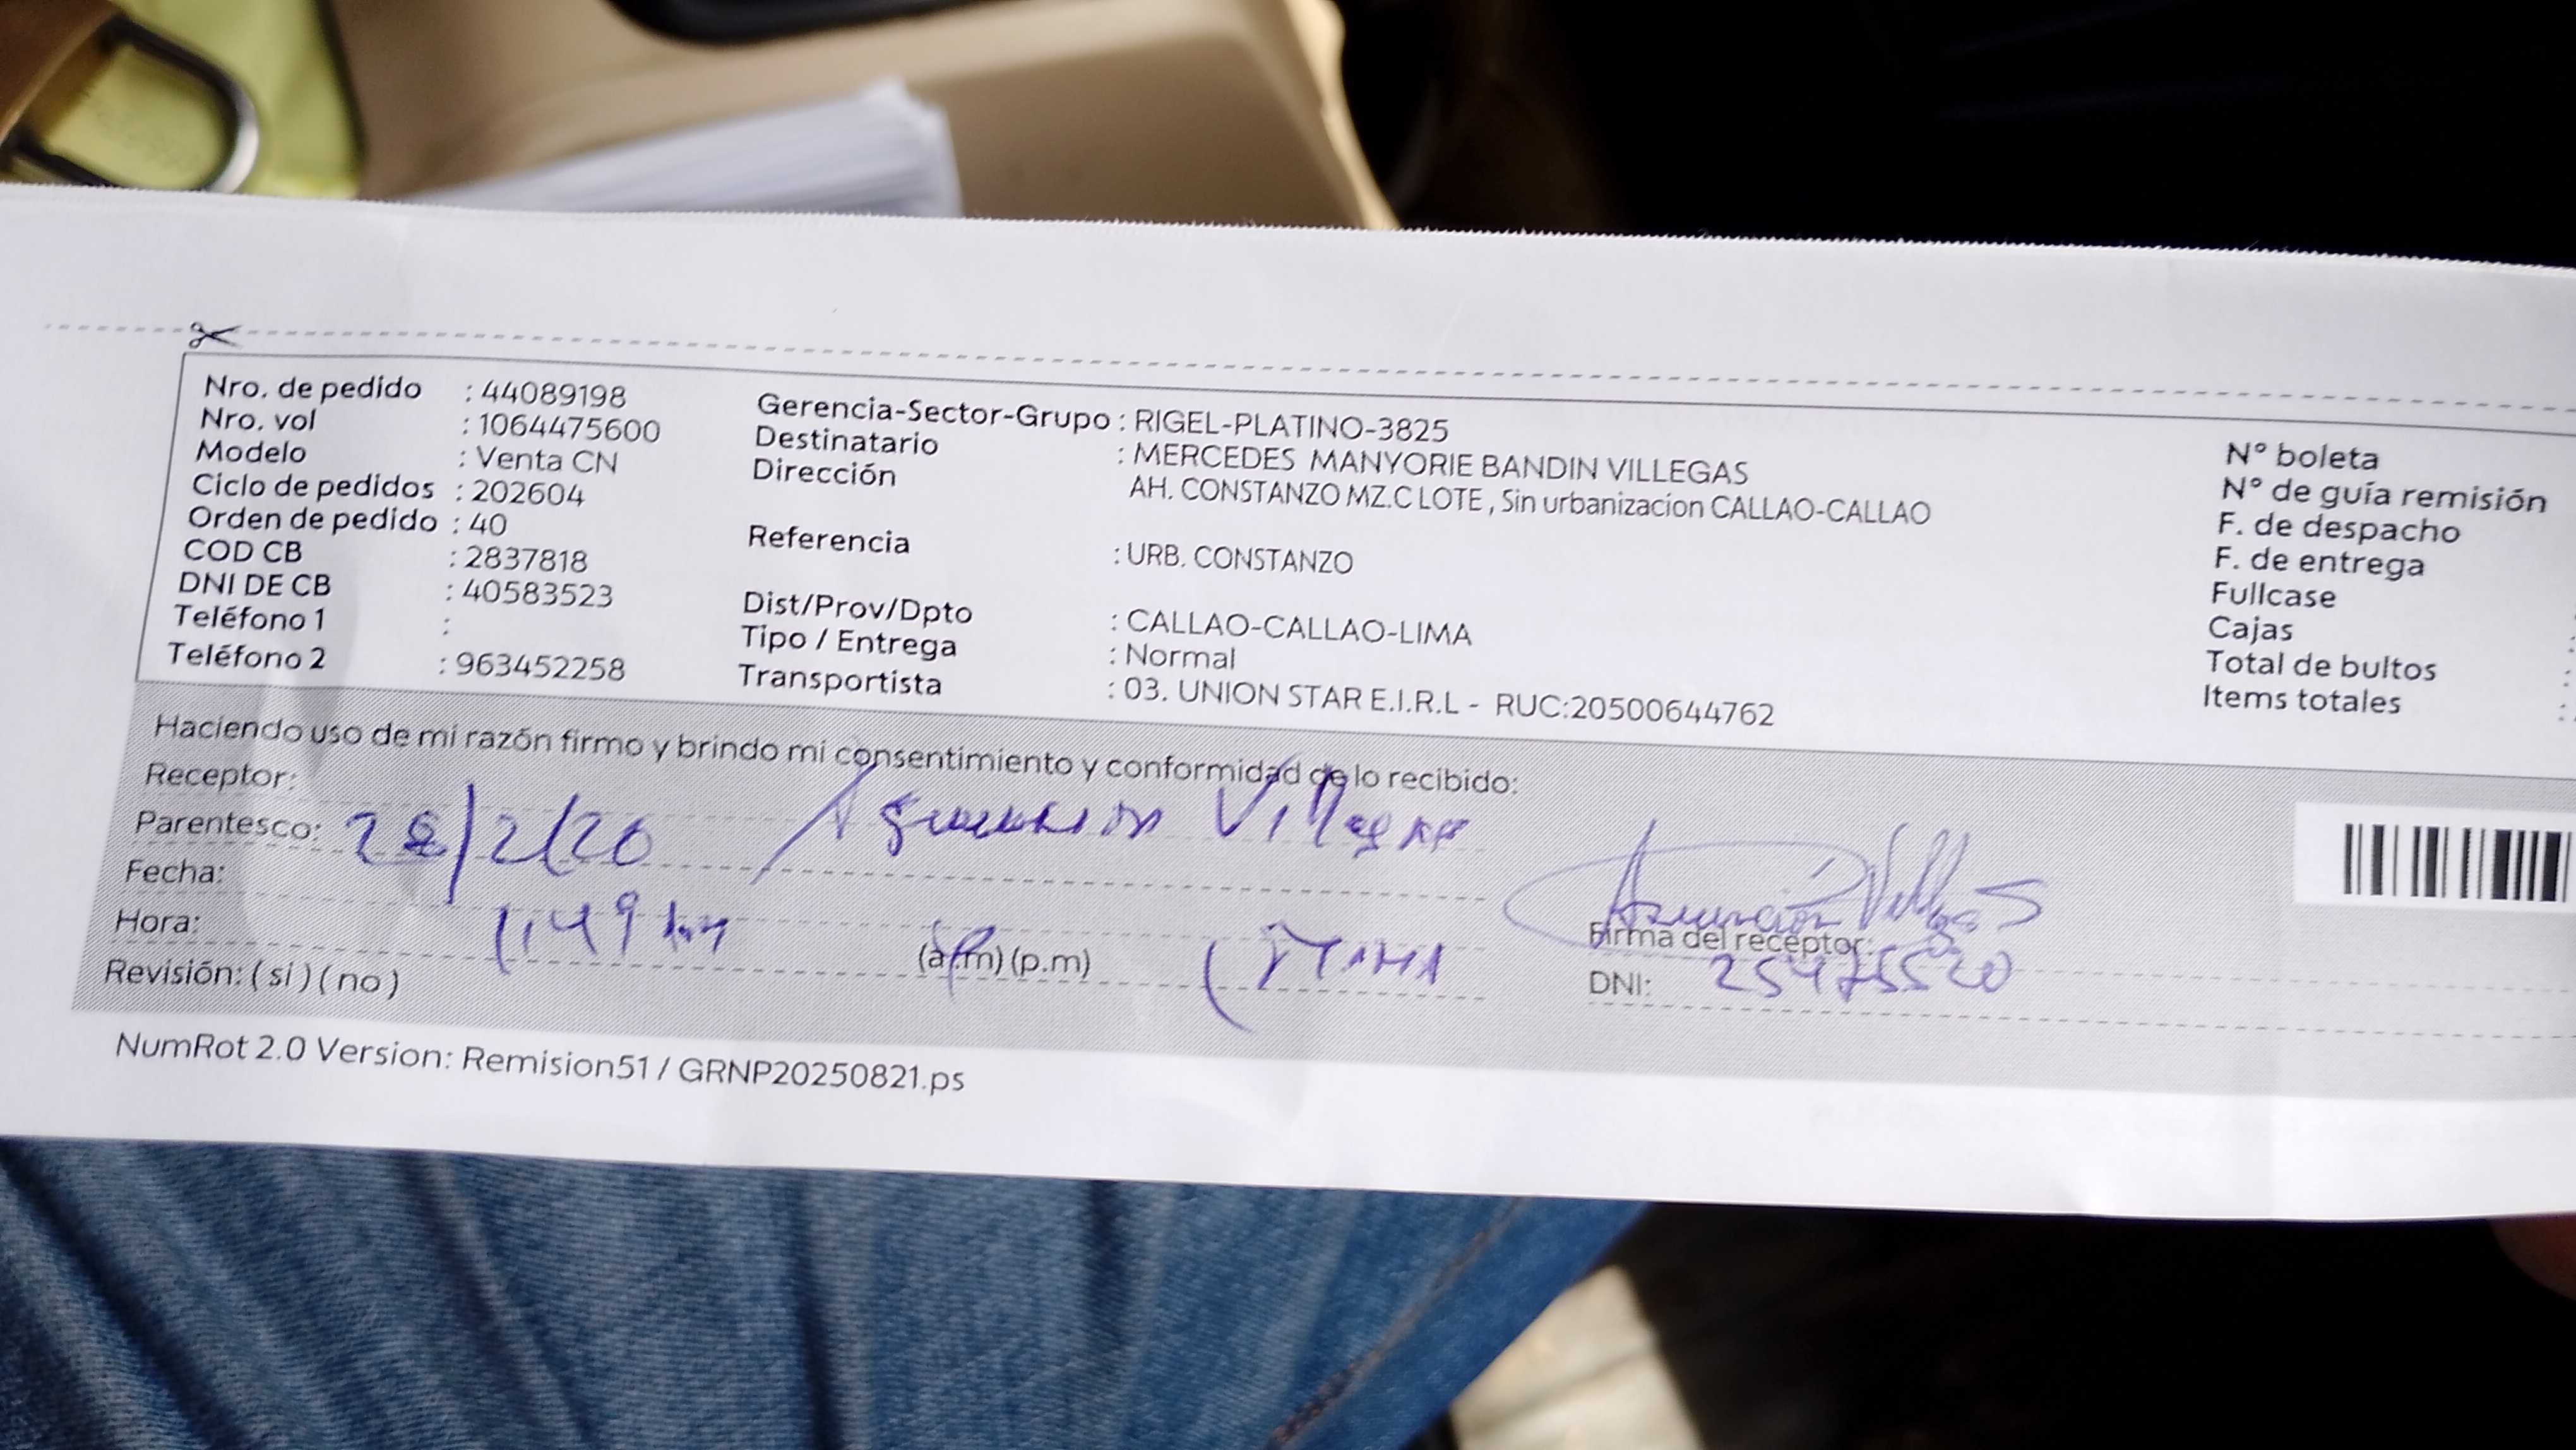 Nro. de pedido : 44089198
Nro. vol : 1064475600
Modelo : Venta CN
Ciclo de pedidos : 202604
Orden de pedido : 40
COD CB : 2837818
DNI DE CB : 40583523
Teléfono 1 :
Teléfono 2 : 963452258
Gerencia-Sector-Grupo : RIGEL-PLATINO-3825
Destinatario : MERCEDES MANYORIE BANDIN VILLEGAS
Dirección AH. CONSTANZO MZ.C LOTE , Sin urbanizacion CALLAO-CALLAO
Referencia : URB. CONSTANZO
Dist/Prov/Dpto : CALLAO-CALLAO-LIMA
Tipo / Entrega : Normal
Transportista : 03. UNION STAR E.I.R.L - RUC:20500644762
N° boleta
N° de guía remisión
F. de despacho
F. de entrega
Fullcase
Cajas :
Total de bultos :
Items totales :
Haciendo uso de mi razón firmo y brindo mi consentimiento y conformidad de lo recibido:
Receptor:
Parentesco:
Fecha:
Hora: (a.m) (p.m)
Revisión: ( si ) ( no )
Asunción Villegas
Firma del receptor:
DNI:
NumRot 2.0 Version: Remision51 / GRNP20250821.ps